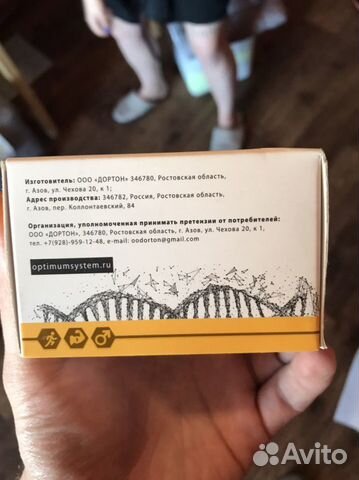 Изготовитель: ООО «ДОРТОН» 346780, Ростовская область,
г. Азов, ул. Чехова 20, к 1;
Адрес производства: 346782, Россия, Ростовская область,
г. Азов, пер. Коллонтаевский, 84
Организация, уполномоченная принимать претензии от потребителей:
ООО «ДОРТОН», 346780, Ростовская область, г. Азов, ул. Чехова 20, к 1,
тел. +7(928)-959-12-48, e-mail: oodorton@gmail.com
optimumsystem.ru
Avito